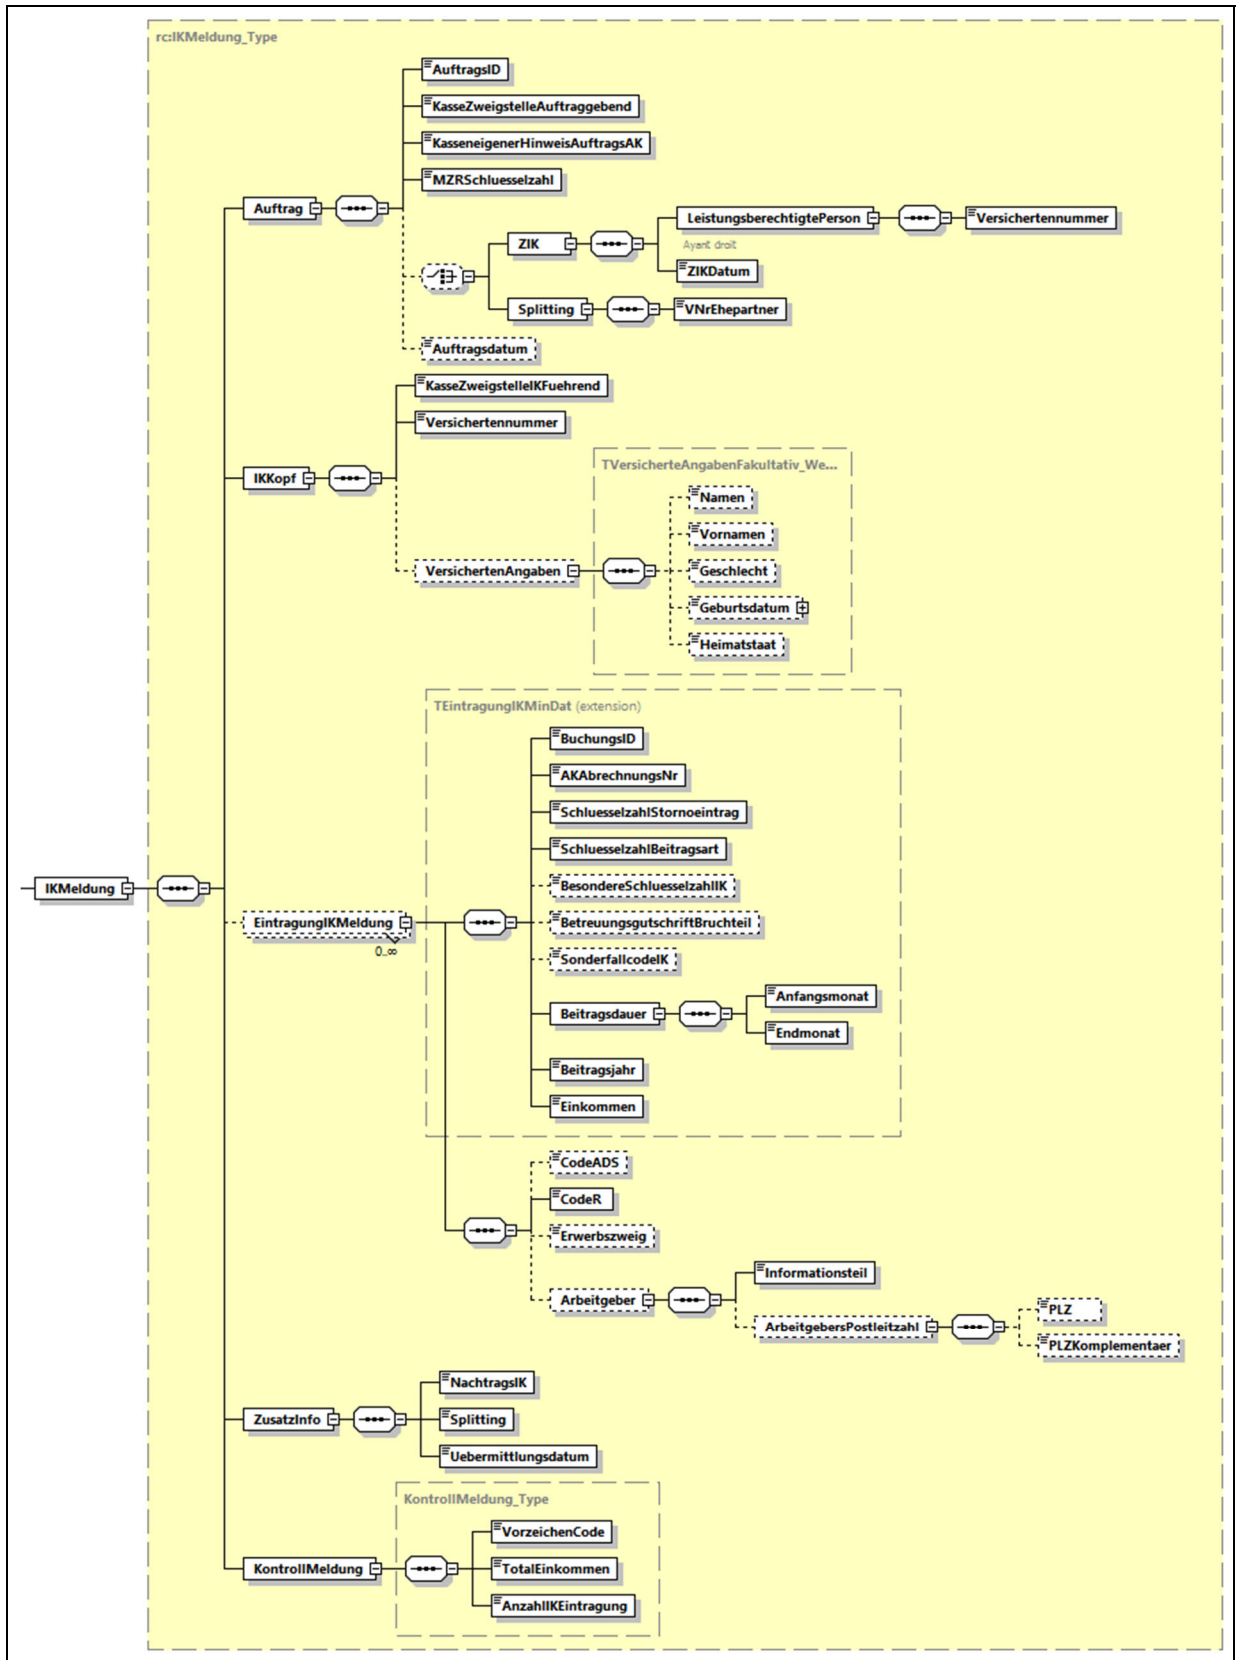 rc:IKMeldung_Type
AuftragsID
KasseZweigstelleAuftraggebend
KasseneigenerHinweisAuftragsAK
MZRSchluesselzahl
Auftrag
LeistungsberechtigtePerson
Versichertennummer
Ayant droit
ZIK
ZIKDatum
Splitting
VNrEhepartner
Auftragsdatum
KasseZweigstelleIKFuehrend
Versichertennummer
IKKopf
TVersicherteAngabenFakultativ_We...
Namen
Vornamen
VersichertenAngaben
Geschlecht
Geburtsdatum
Heimatstaat
TEintragungIKMinDat (extension)
BuchungsID
AKAbrechnungsNr
SchluesselzahlStornoeintrag
SchluesselzahlBeitragsart
IKMeldung
BesondereSchluesselzahlIK
EintragungIKMeldung
0..∞
BetreuungsgutschriftBruchteil
SonderfallcodeIK
Beitragsdauer
Anfangsmonat
Endmonat
Beitragsjahr
Einkommen
CodeADS
CodeR
Erwerbszweig
Arbeitgeber
Informationsteil
ArbeitgebersPostleitzahl
PLZ
PLZKomplementaer
NachtragsIK
ZusatzInfo
Splitting
Uebermittlungsdatum
KontrollMeldung_Type
VorzeichenCode
KontrollMeldung
TotalEinkommen
AnzahlIKEintragung